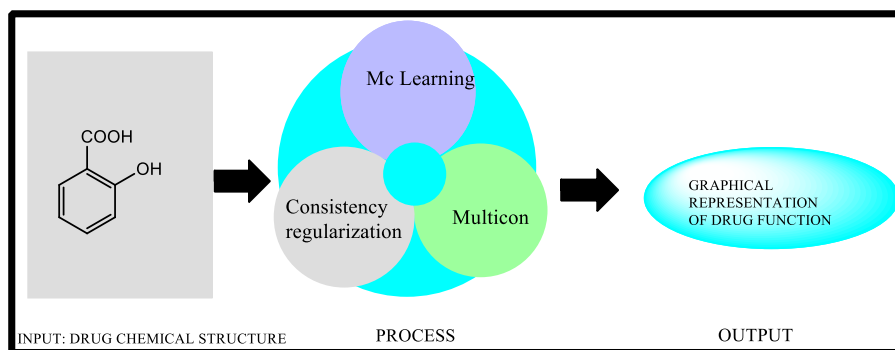 COOH
OH
INPUT: DRUG CHEMICAL STRUCTURE
Mc Learning
Consistency
regularization
Multicon
PROCESS
GRAPHICAL
REPRESENTATION
OF DRUG FUNCTION
OUTPUT